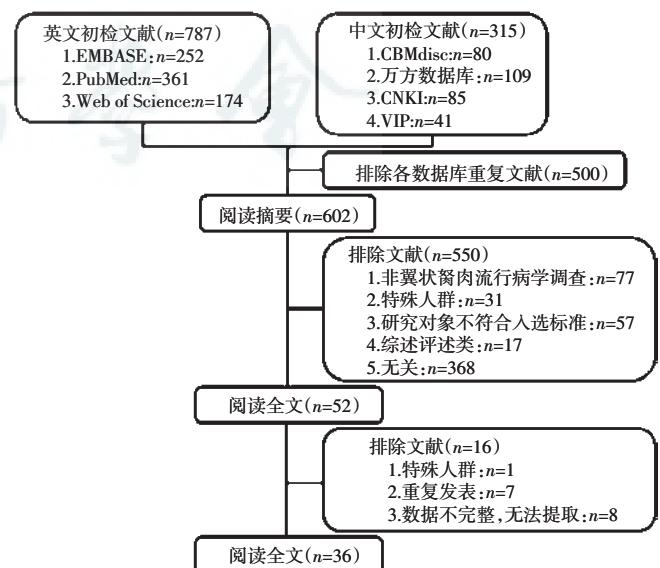 英文初检文献(n=787)
1.EMBASE:n=252
2.PubMed:n=361
3.Web of Science:n=174
中文初检文献(n=315)
1.CBMdisc:n=80
2.万方数据库:n=109
3.CNKI:n=85
4.VIP:n=41
排除各数据库重复文献(n=500)
阅读摘要(n=602)
排除文献(n=550)
1.非翼状胬肉流行病学调查:n=77
2.特殊人群:n=31
3.研究对象不符合入选标准:n=57
4.综述评述类:n=17
5.无关:n=368
阅读全文(n=52)
排除文献(n=16)
1.特殊人群:n=1
2.重复发表:n=7
3.数据不完整,无法提取:n=8
阅读全文(n=36)